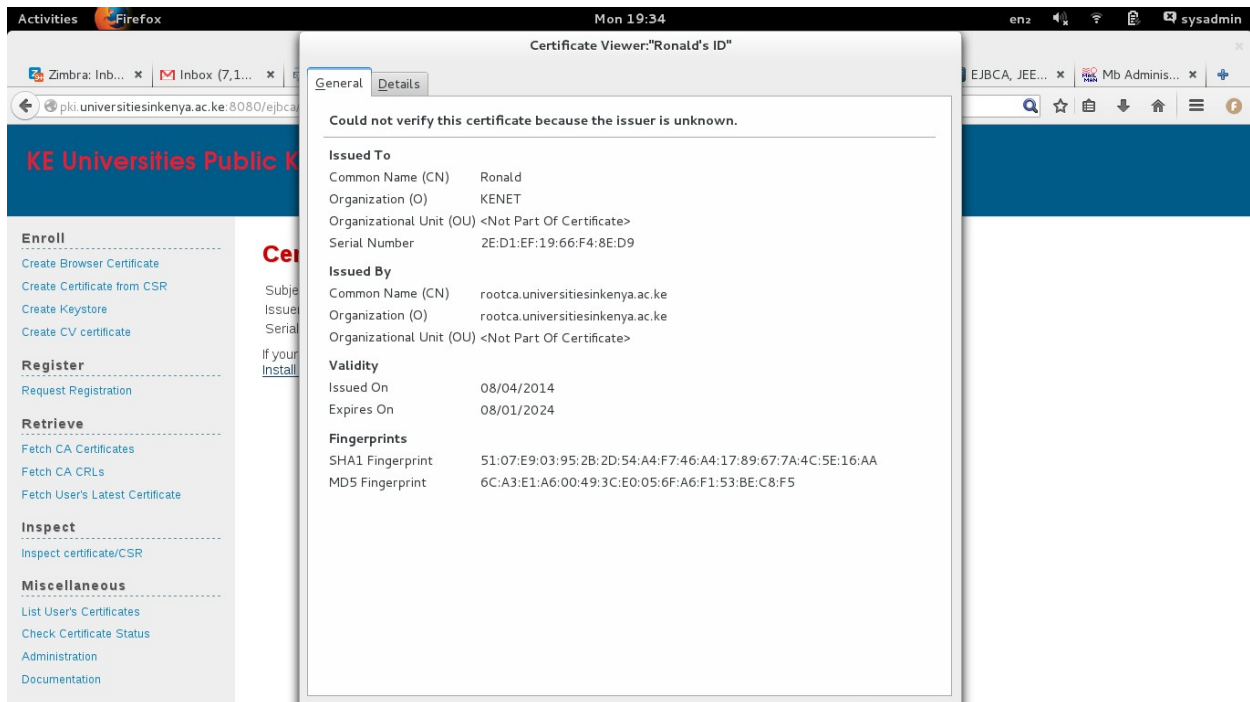 Activities Firefox Mon 19:34 en2 sysadmin
Certificate Viewer:"Ronald's ID"
Zimbra: Inb... Inbox (7,1... EJBCA, JEE... Mb Adminis...
pki.universitiesinkenya.ac.ke:8080/ejbca/
General Details
Could not verify this certificate because the issuer is unknown.
KE Universities Public K
Issued To
Common Name (CN) Ronald
Organization (O) KENET
Organizational Unit (OU) <Not Part Of Certificate>
Serial Number 2E:D1:EF:19:66:F4:8E:D9
Issued By
Common Name (CN) rootca.universitiesinkenya.ac.ke
Organization (O) rootca.universitiesinkenya.ac.ke
Organizational Unit (OU) <Not Part Of Certificate>
Validity
Issued On 08/04/2014
Expires On 08/01/2024
Fingerprints
SHA1 Fingerprint 51:07:E9:03:95:2B:2D:54:A4:F7:46:A4:17:89:67:7A:4C:5E:16:AA
MD5 Fingerprint 6C:A3:E1:A6:00:49:3C:E0:05:6F:A6:F1:53:BE:C8:F5
Enroll
Create Browser Certificate
Create Certificate from CSR
Create Keystore
Create CV certificate
Register
Request Registration
Retrieve
Fetch CA Certificates
Fetch CA CRLs
Fetch User's Latest Certificate
Inspect
Inspect certificate/CSR
Miscellaneous
List User's Certificates
Check Certificate Status
Administration
Documentation
Cer
Subje
Issue
Serial
If your
Install